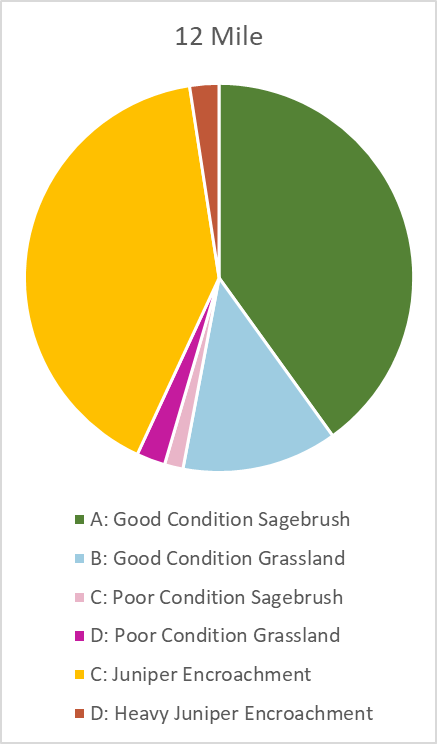 12 Mile
A: Good Condition Sagebrush
B: Good Condition Grassland
C: Poor Condition Sagebrush
D: Poor Condition Grassland
C: Juniper Encroachment
D: Heavy Juniper Encroachment